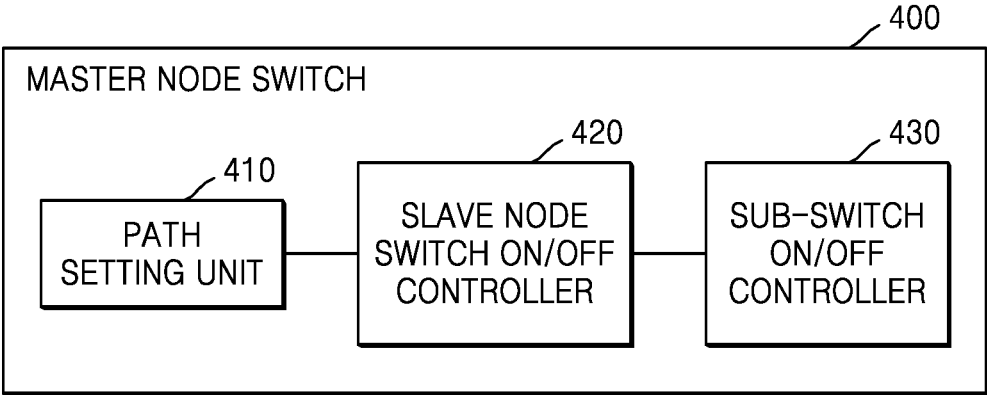 400
MASTER NODE SWITCH
410
PATH
SETTING UNIT
420
SLAVE NODE
SWITCH ON/OFF
CONTROLLER
430
SUB-SWITCH
ON/OFF
CONTROLLER